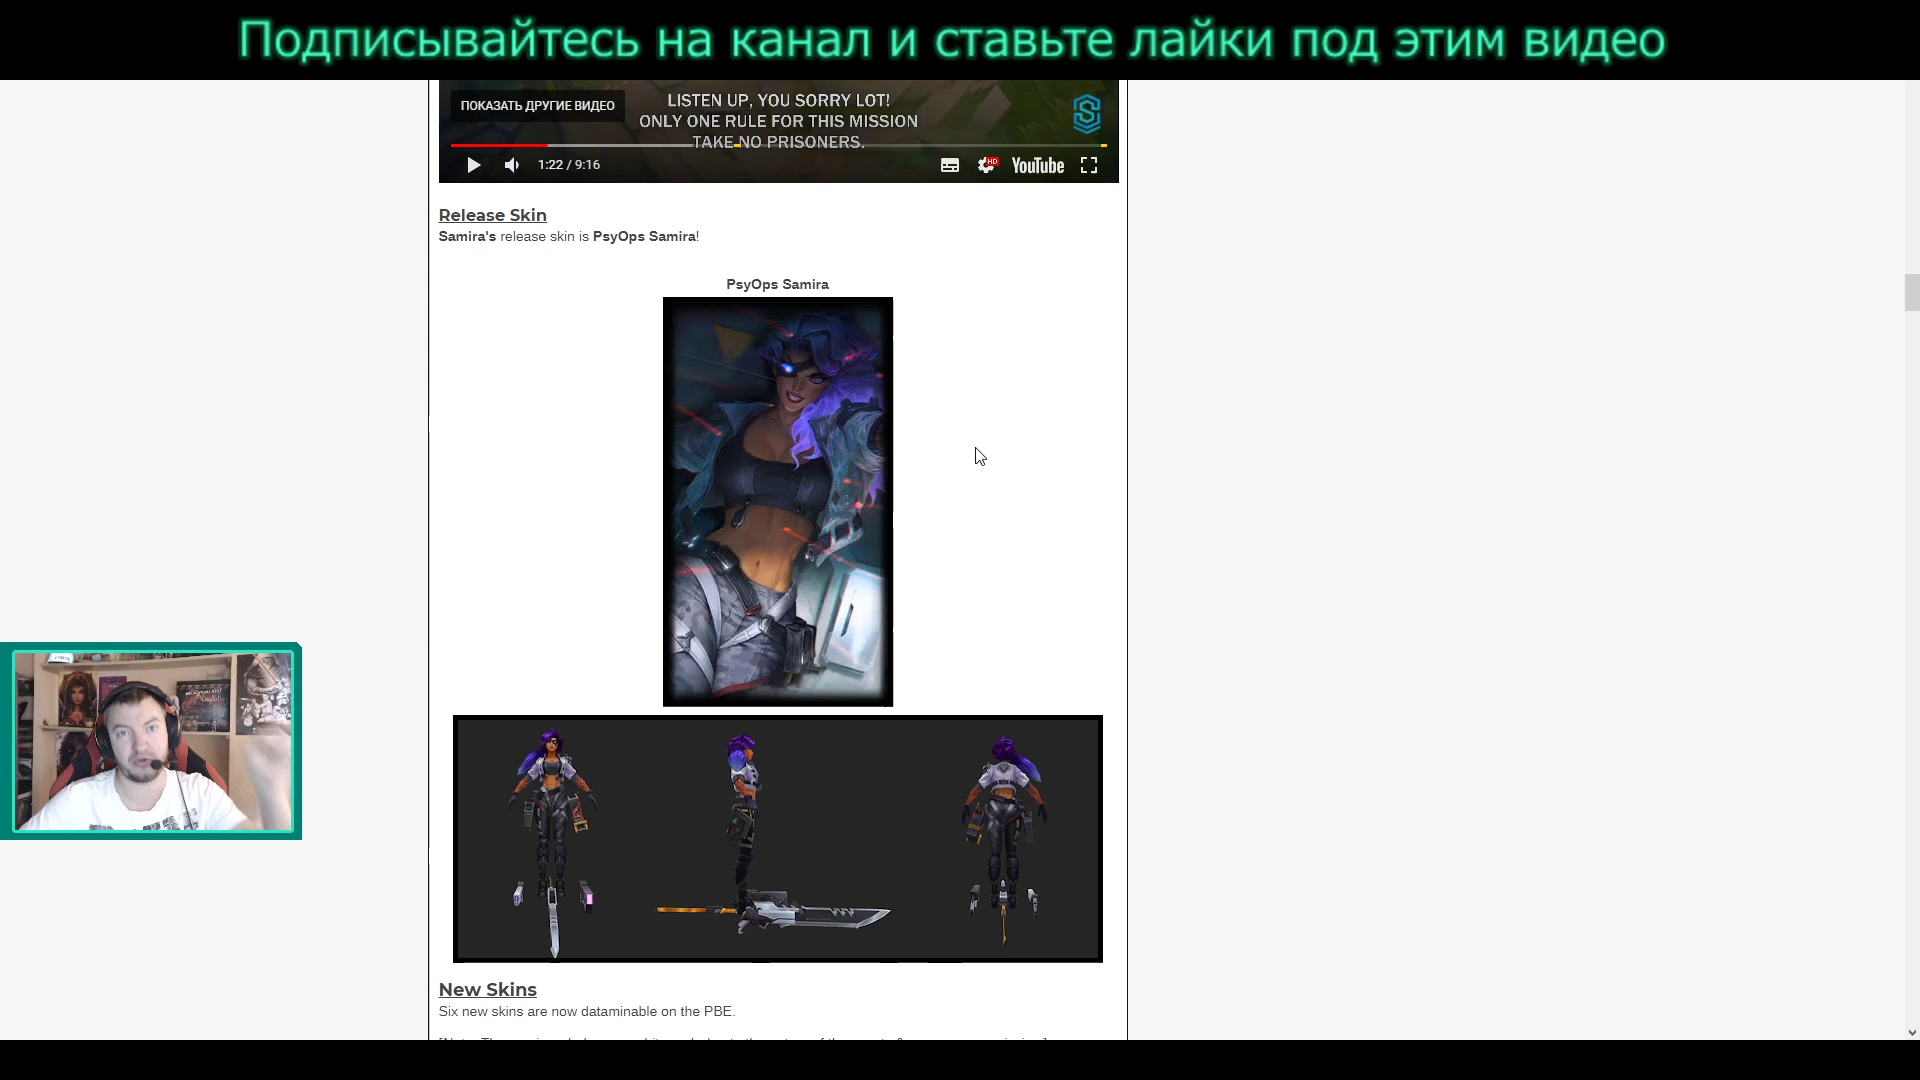 Подписывайтесь на канал и ставьте лайки под этим видео
ПОКАЗАТЬ ДРУГИЕ ВИДЕО
LISTEN UP, YOU SORRY LOT!
ONLY ONE RULE FOR THIS MISSION
TAKE NO PRISONERS.
1:22 / 9:16
HD
YouTube
Release Skin
Samira's release skin is PsyOps Samira!
PsyOps Samira
New Skins
Six new skins are now dataminable on the PBE.